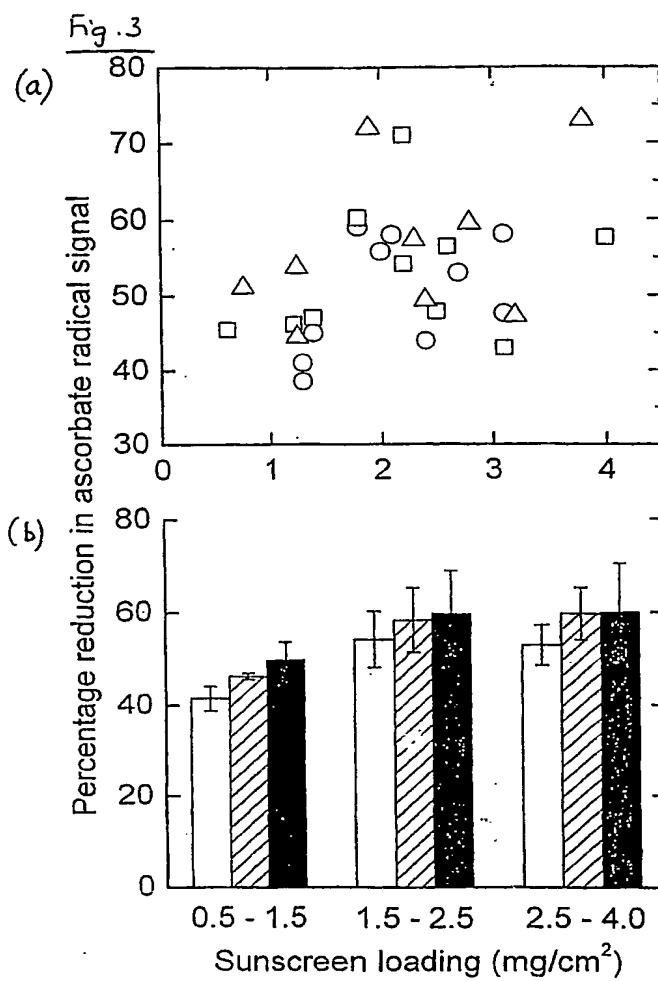 Fig.3
(a)
80
70
60
50
40
30
0 1 2 3 4
Percentage reduction in ascorbate radical signal
(b)
80
60
40
20
0
0.5 - 1.5 1.5 - 2.5 2.5 - 4.0
Sunscreen loading (mg/cm²)